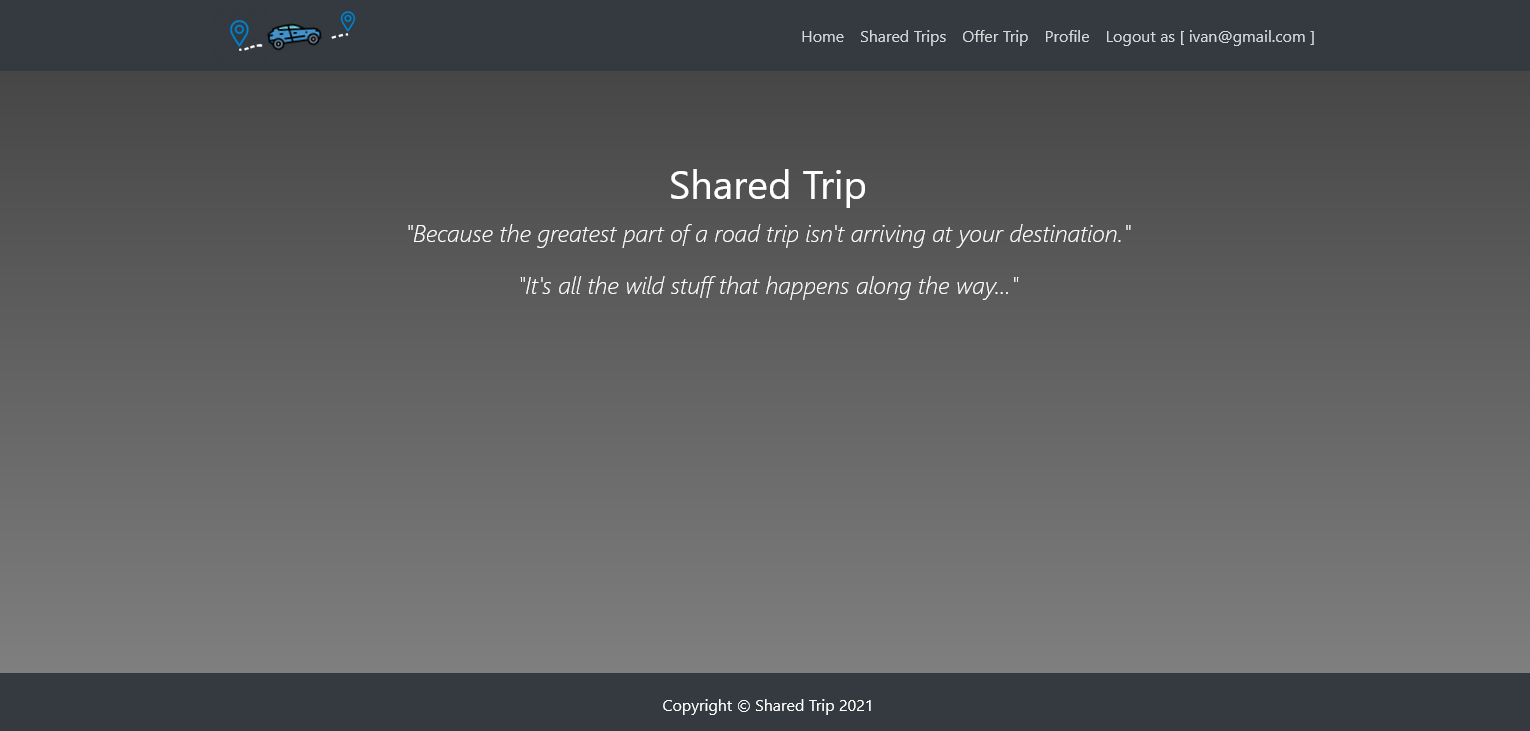 Home Shared Trips Offer Trip Profile Logout as [ ivan@gmail.com ]
Shared Trip
"Because the greatest part of a road trip isn't arriving at your destination."
"It's all the wild stuff that happens along the way..."
Copyright © Shared Trip 2021